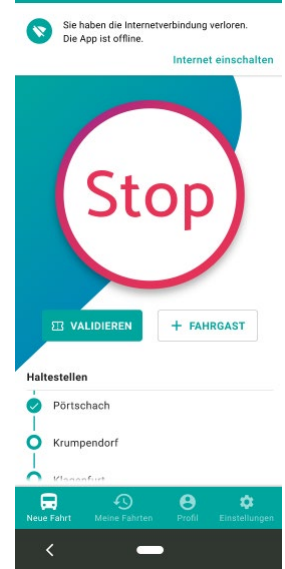 Sie haben die Internetverbindung verloren.
Die App ist offline.
Internet einschalten
Stop
VALIDIEREN
+ FAHRGAST
Haltestellen
Pörtschach
Krumpendorf
Klagenfurt
Neue Fahrt Meine Fahrten Profil Einstellungen